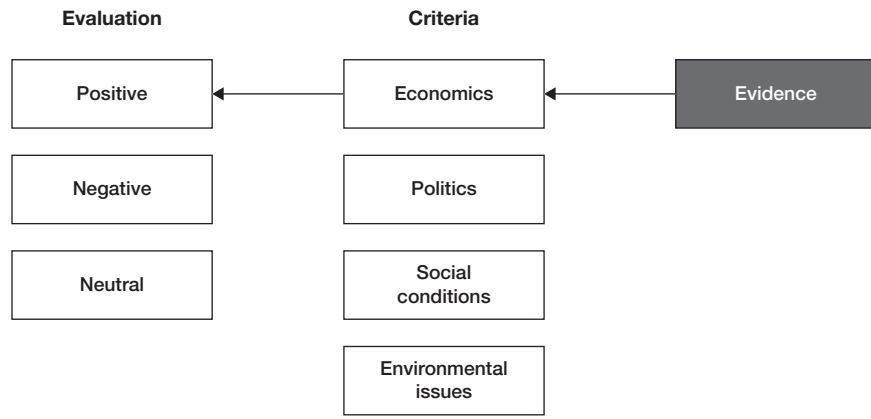 Evaluation
Criteria
Positive
Economics
Evidence
Negative
Politics
Neutral
Social
conditions
Environmental
issues